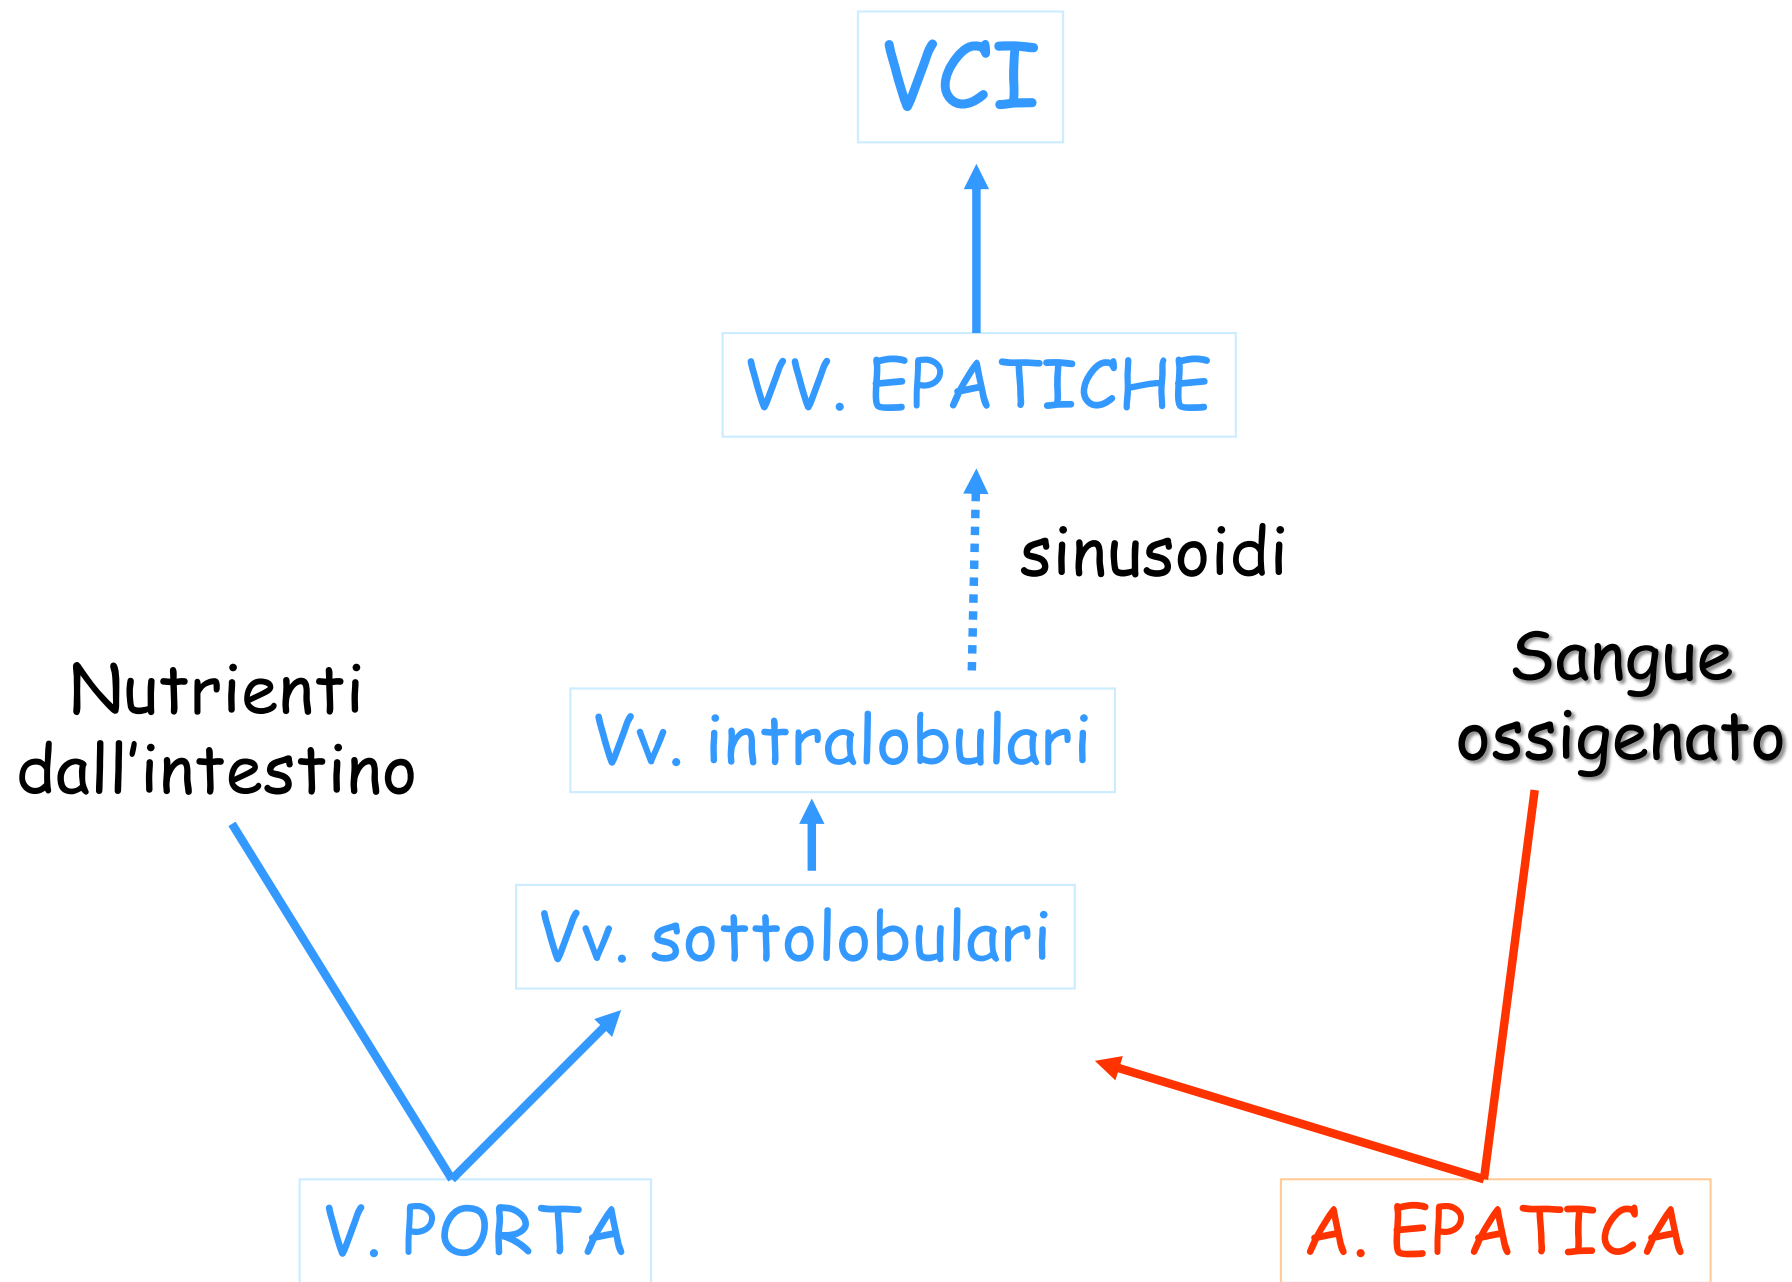 VCI
VV. EPATICHE
sinusoidi
Nutrienti
dall'intestino
Sangue
ossigenato
Vv. intralobulari
Vv. sottolobulari
V. PORTA
A. EPATICA